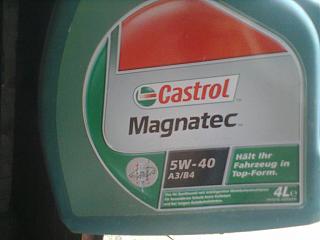 Castrol
Magnatec
5W-40
A3/B4
Hält Ihr
Fahrzeug in
Top-Form.
4L